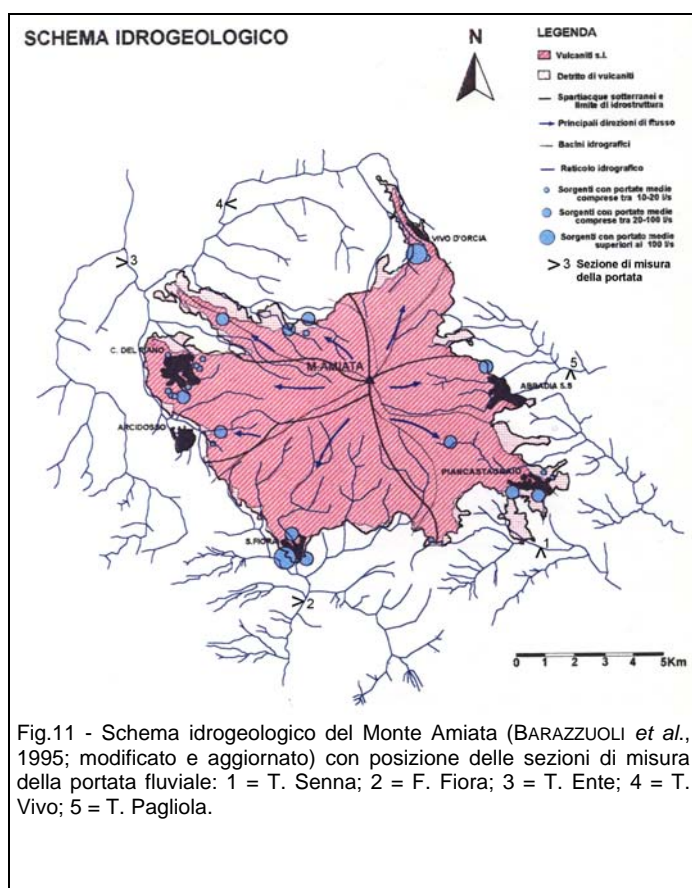 SCHEMA IDROGEOLOGICO
N
LEGENDA
Vulcaniti s.l.
Detrito di vulcaniti
Spartiacque sotterranei e
limite di idrostruttura
Principali direzioni di flusso
Bacini idrografici
Reticolo idrografico
Sorgenti con portate medie
comprese tra 10-20 l/s
Sorgenti con portate medie
comprese tra 20-100 l/s
Sorgenti con portate medie
superiori ai 100 l/s
>3 Sezione di misura
della portata
4
VIVO D'ORCIA
3
C. DEL PIANO
M. AMIATA
5
ABBADIA S.S
ARCIDOSSO
PIANCASTAGNAIO
1
S. FIORA
2
0 1 2 3 4 5Km
Fig.11 - Schema idrogeologico del Monte Amiata (BARAZZUOLI et al.,
1995; modificato e aggiornato) con posizione delle sezioni di misura
della portata fluviale: 1 = T. Senna; 2 = F. Fiora; 3 = T. Ente; 4 = T.
Vivo; 5 = T. Pagliola.